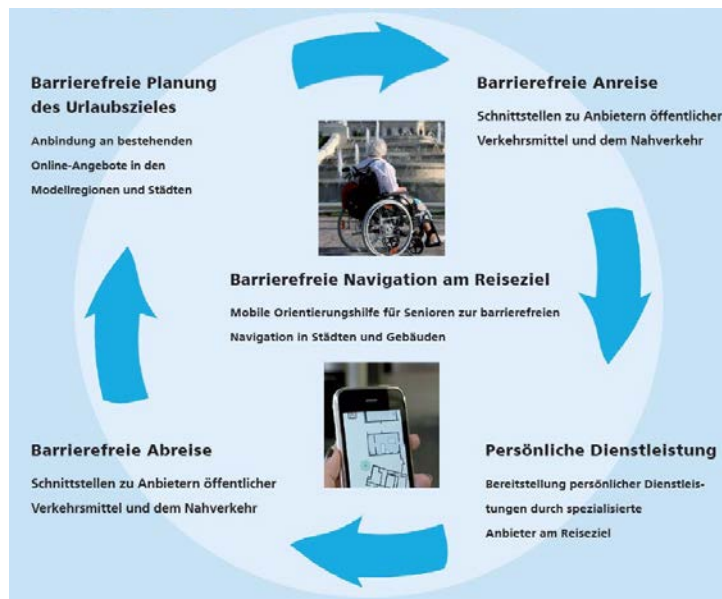 Barrierefreie Planung
des Urlaubszieles
Anbindung an bestehenden
Online-Angebote in den
Modellregionen und Städten
Barrierefreie Anreise
Schnittstellen zu Anbietern öffentlicher
Verkehrsmittel und dem Nahverkehr
Barrierefreie Navigation am Reiseziel
Mobile Orientierungshilfe für Senioren zur barrierefreien
Navigation in Städten und Gebäuden
Barrierefreie Abreise
Schnittstellen zu Anbietern öffentlicher
Verkehrsmittel und dem Nahverkehr
Persönliche Dienstleistung
Bereitstellung persönlicher Dienstleis-
tungen durch spezialisierte
Anbieter am Reiseziel